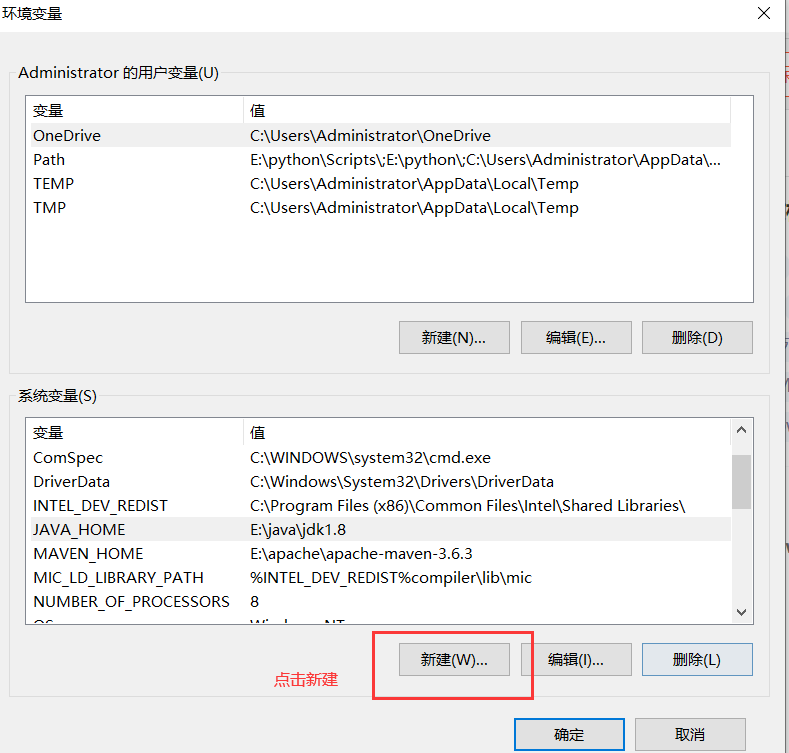 环境变量
Administrator 的用户变量(U)
变量 值
OneDrive C:\Users\Administrator\OneDrive
Path E:\python\Scripts\;E:\python\;C:\Users\Administrator\AppData\...
TEMP C:\Users\Administrator\AppData\Local\Temp
TMP C:\Users\Administrator\AppData\Local\Temp
新建(N)... 编辑(E)... 删除(D)
系统变量(S)
变量 值
ComSpec C:\WINDOWS\system32\cmd.exe
DriverData C:\Windows\System32\Drivers\DriverData
INTEL_DEV_REDIST C:\Program Files (x86)\Common Files\Intel\Shared Libraries\
JAVA_HOME E:\java\jdk1.8
MAVEN_HOME E:\apache\apache-maven-3.6.3
MIC_LD_LIBRARY_PATH %INTEL_DEV_REDIST%compiler\lib\mic
NUMBER_OF_PROCESSORS 8
点击新建 新建(W)... 编辑(I)... 删除(L)
确定 取消